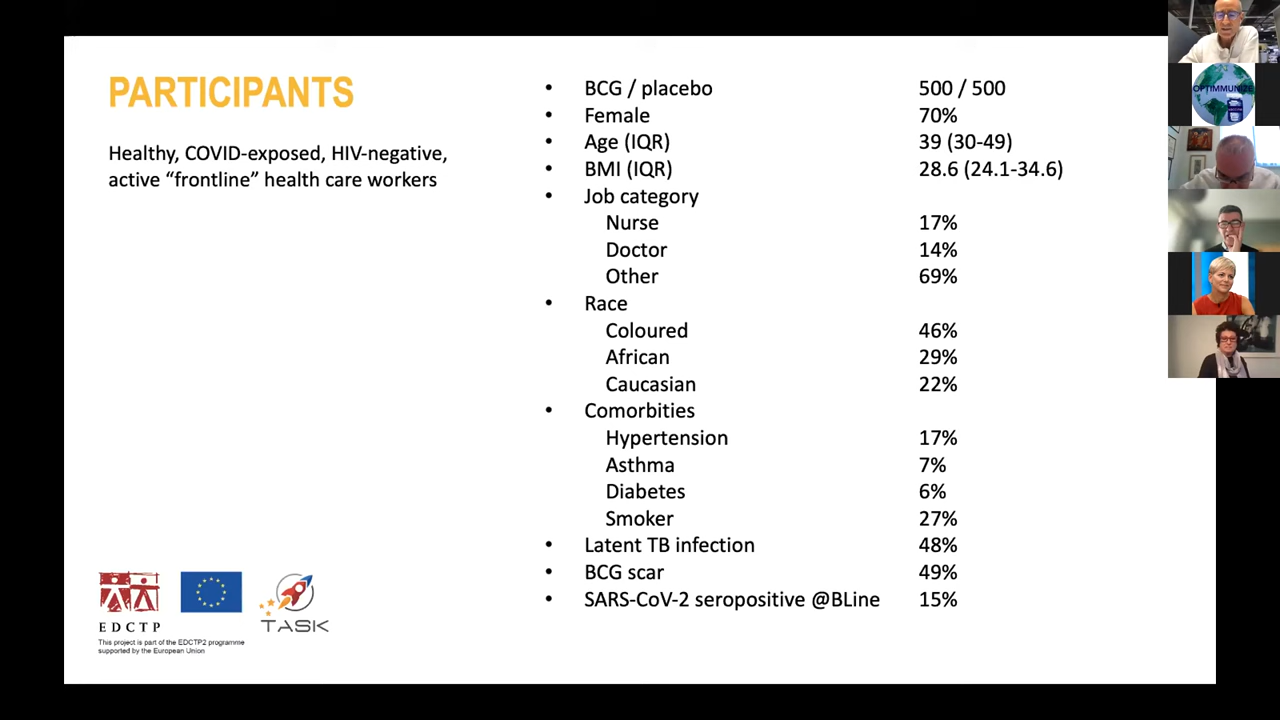 PARTICIPANTS
Healthy, COVID-exposed, HIV-negative,
active “frontline” health care workers
• BCG / placebo 500 / 500
• Female 70%
• Age (IQR) 39 (30-49)
• BMI (IQR) 28.6 (24.1-34.6)
• Job category
Nurse 17%
Doctor 14%
Other 69%
• Race
Coloured 46%
African 29%
Caucasian 22%
• Comorbities
Hypertension 17%
Asthma 7%
Diabetes 6%
Smoker 27%
• Latent TB infection 48%
• BCG scar 49%
• SARS-CoV-2 seropositive @BLine 15%
EDCTP
TASK
This project is part of the EDCTP2 programme
supported by the European Union
OPTIMMUNIZE